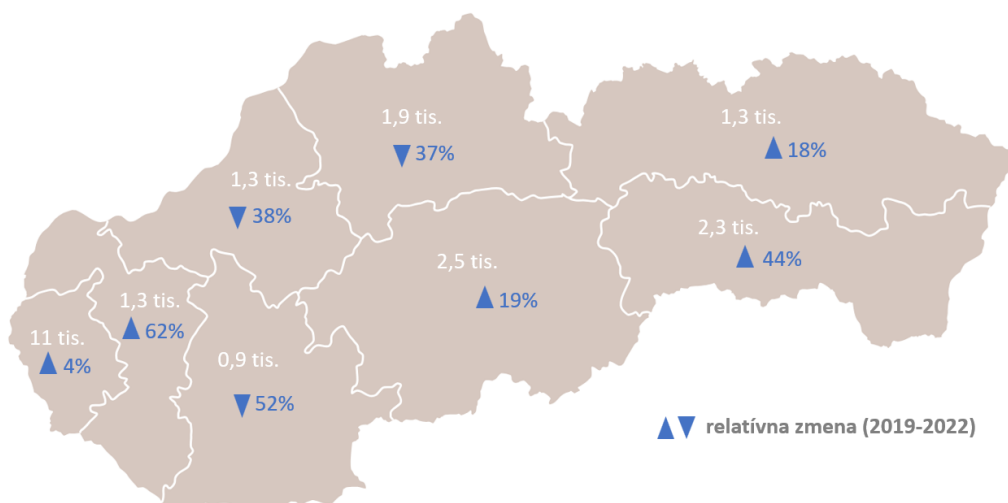 1,9 tis.
37%
1,3 tis.
18%
1,3 tis.
38%
2,3 tis.
44%
2,5 tis.
19%
1,3 tis.
62%
11 tis.
4%
0,9 tis.
52%
relatívna zmena (2019-2022)